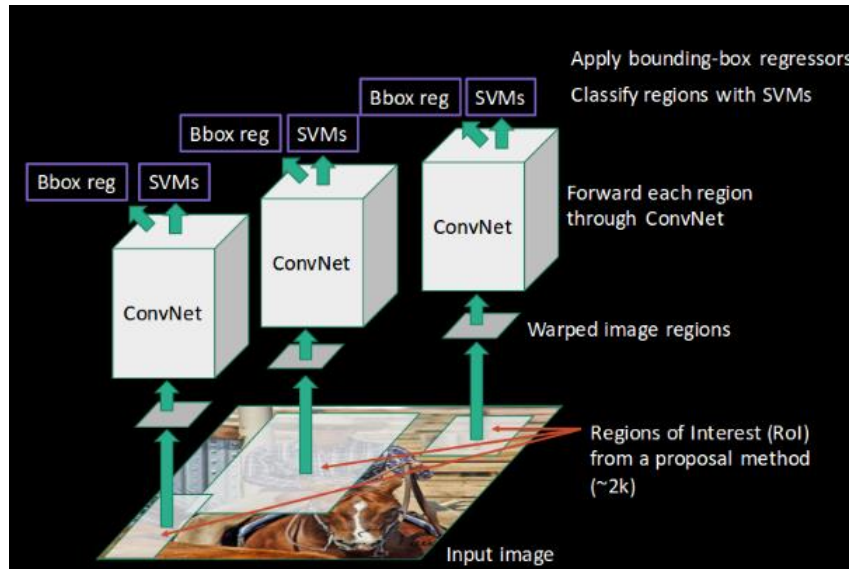 Apply bounding-box regressors
Bbox reg SVMs Classify regions with SVMs
Bbox reg SVMs
Bbox reg SVMs
Forward each region
through ConvNet
ConvNet
ConvNet
ConvNet
Warped image regions
Regions of Interest (RoI)
from a proposal method
(~2k)
Input image